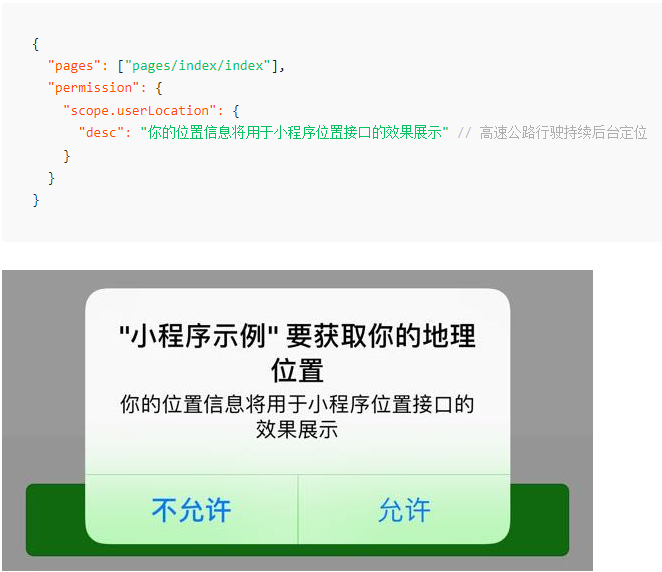 {
"pages": ["pages/index/index"],
"permission": {
"scope.userLocation": {
"desc": "你的位置信息将用于小程序位置接口的效果展示" // 高速公路行驶持续后台定位
}
}
}
"小程序示例" 要获取你的地理
位置
你的位置信息将用于小程序位置接口的
效果展示
不允许
允许